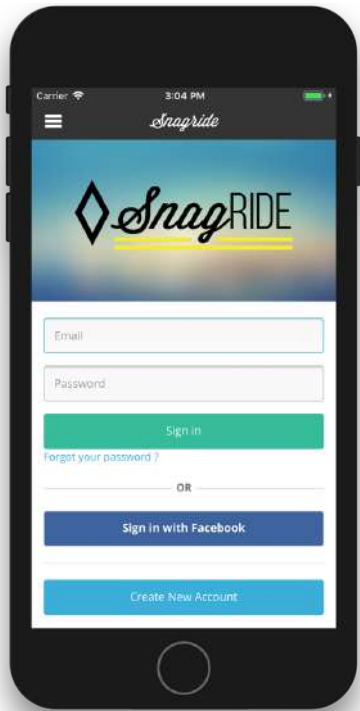 Carrier 3:04 PM
Snagride
SnagRIDE
Email
Password
Sign in
Forgot your password ?
OR
Sign in with Facebook
Create New Account